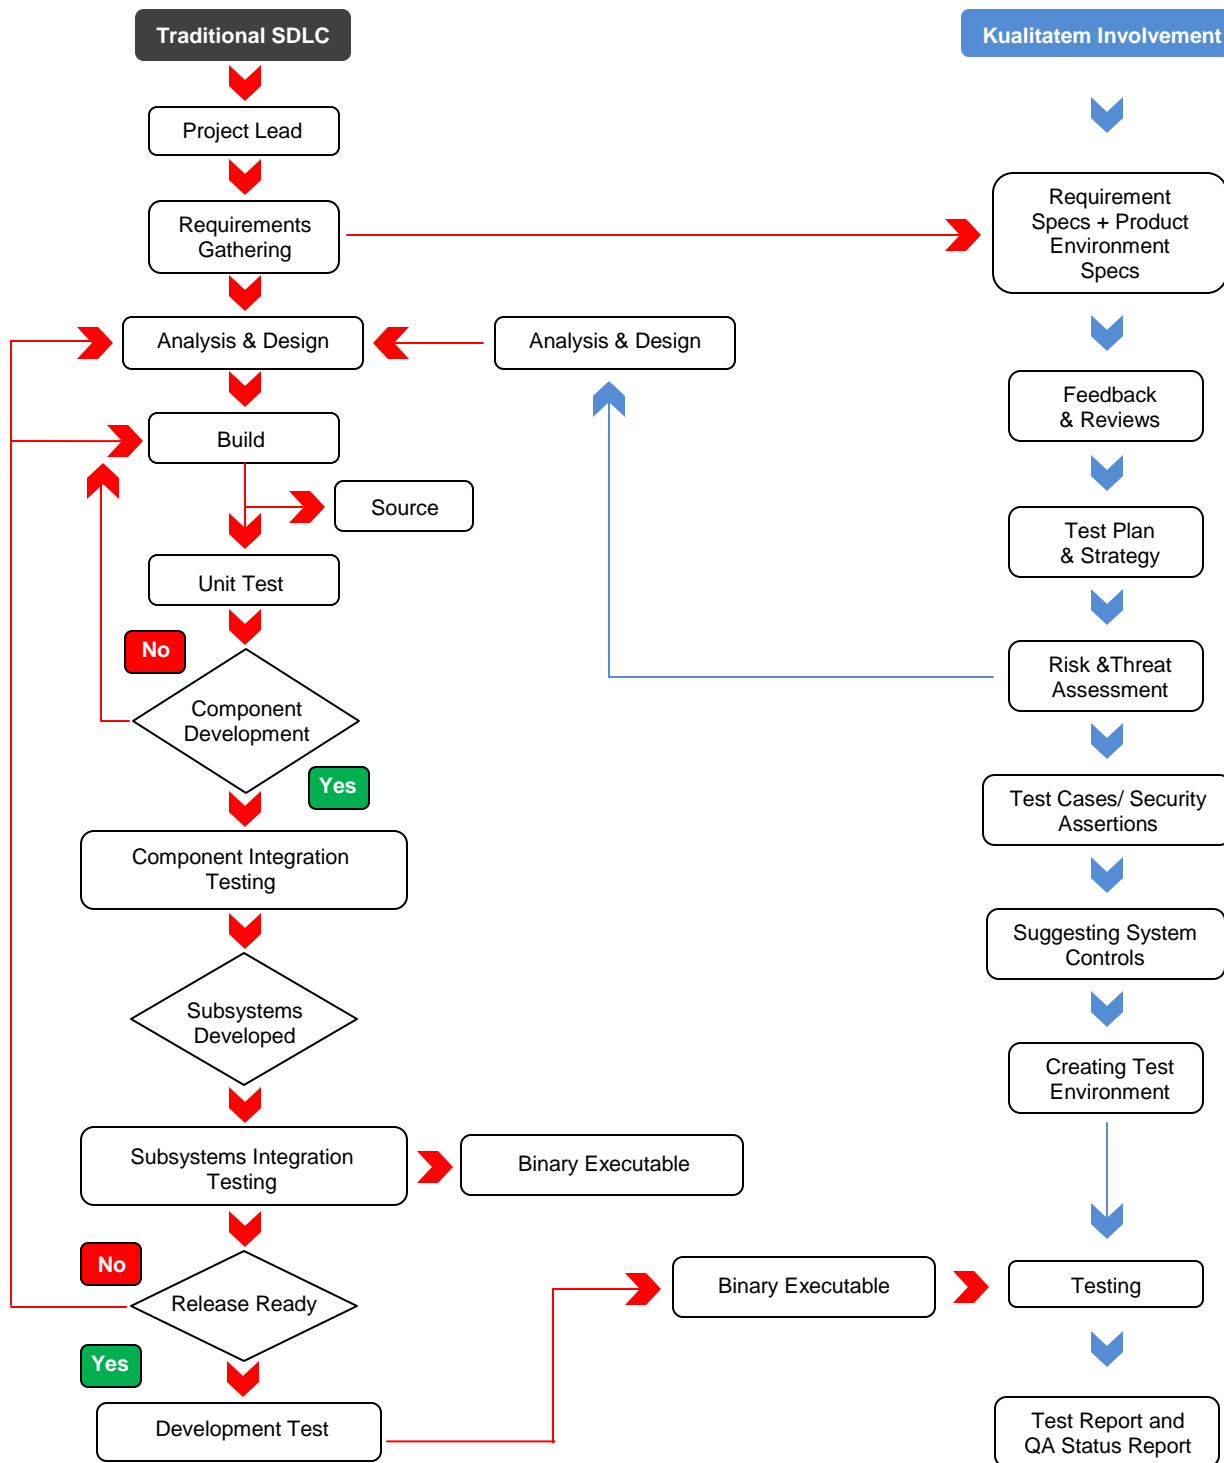 Traditional SDLC
Kualitatem Involvement
Project Lead
Requirements
Gathering
Requirement
Specs + Product
Environment
Specs
Analysis & Design
Analysis & Design
Feedback
& Reviews
Build
Source
Test Plan
& Strategy
Unit Test
No
Component
Development
Risk &Threat
Assessment
Yes
Test Cases/ Security
Assertions
Component Integration
Testing
Suggesting System
Controls
Subsystems
Developed
Creating Test
Environment
Subsystems Integration
Testing
Binary Executable
No
Release Ready
Binary Executable
Testing
Yes
Development Test
Test Report and
QA Status Report